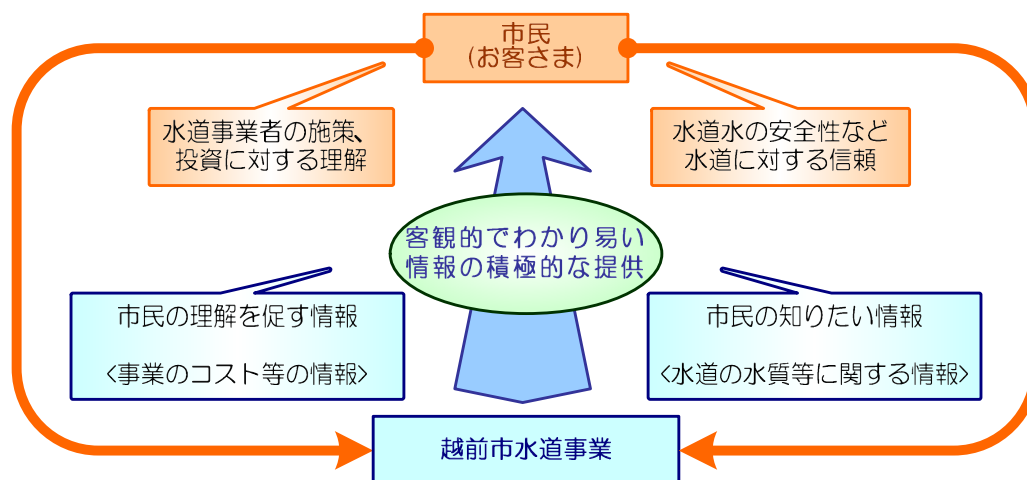 市民
(お客さま)
水道事業者の施策、
投資に対する理解
水道水の安全性など
水道に対する信頼
客観的でわかり易い
情報の積極的な提供
市民の理解を促す情報
<事業のコスト等の情報>
市民の知りたい情報
<水道の水質等に関する情報>
越前市水道事業